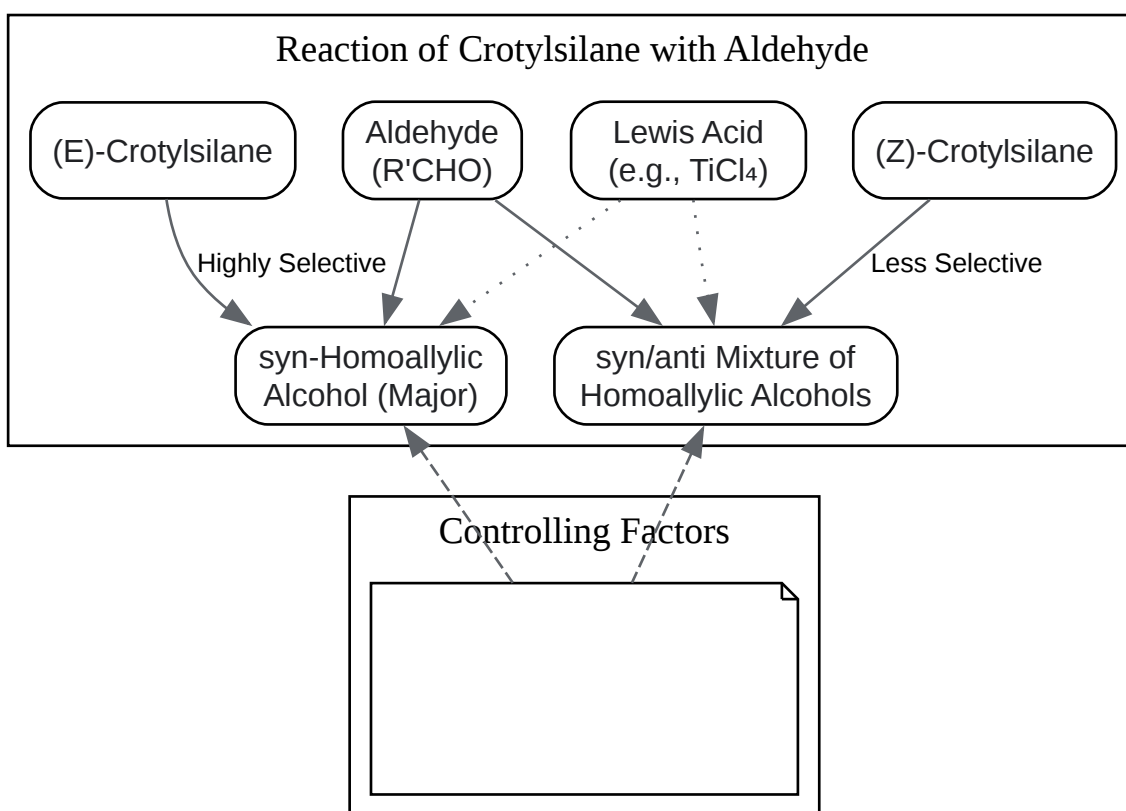 Reaction of Crotylsilane with Aldehyde
(E)-Crotylsilane
Aldehyde
(R'CHO)
Lewis Acid
(e.g., TiCl₄)
(Z)-Crotylsilane
Highly Selective
Less Selective
syn-Homoallylic
Alcohol (Major)
syn/anti Mixture of
Homoallylic Alcohols
Controlling Factors